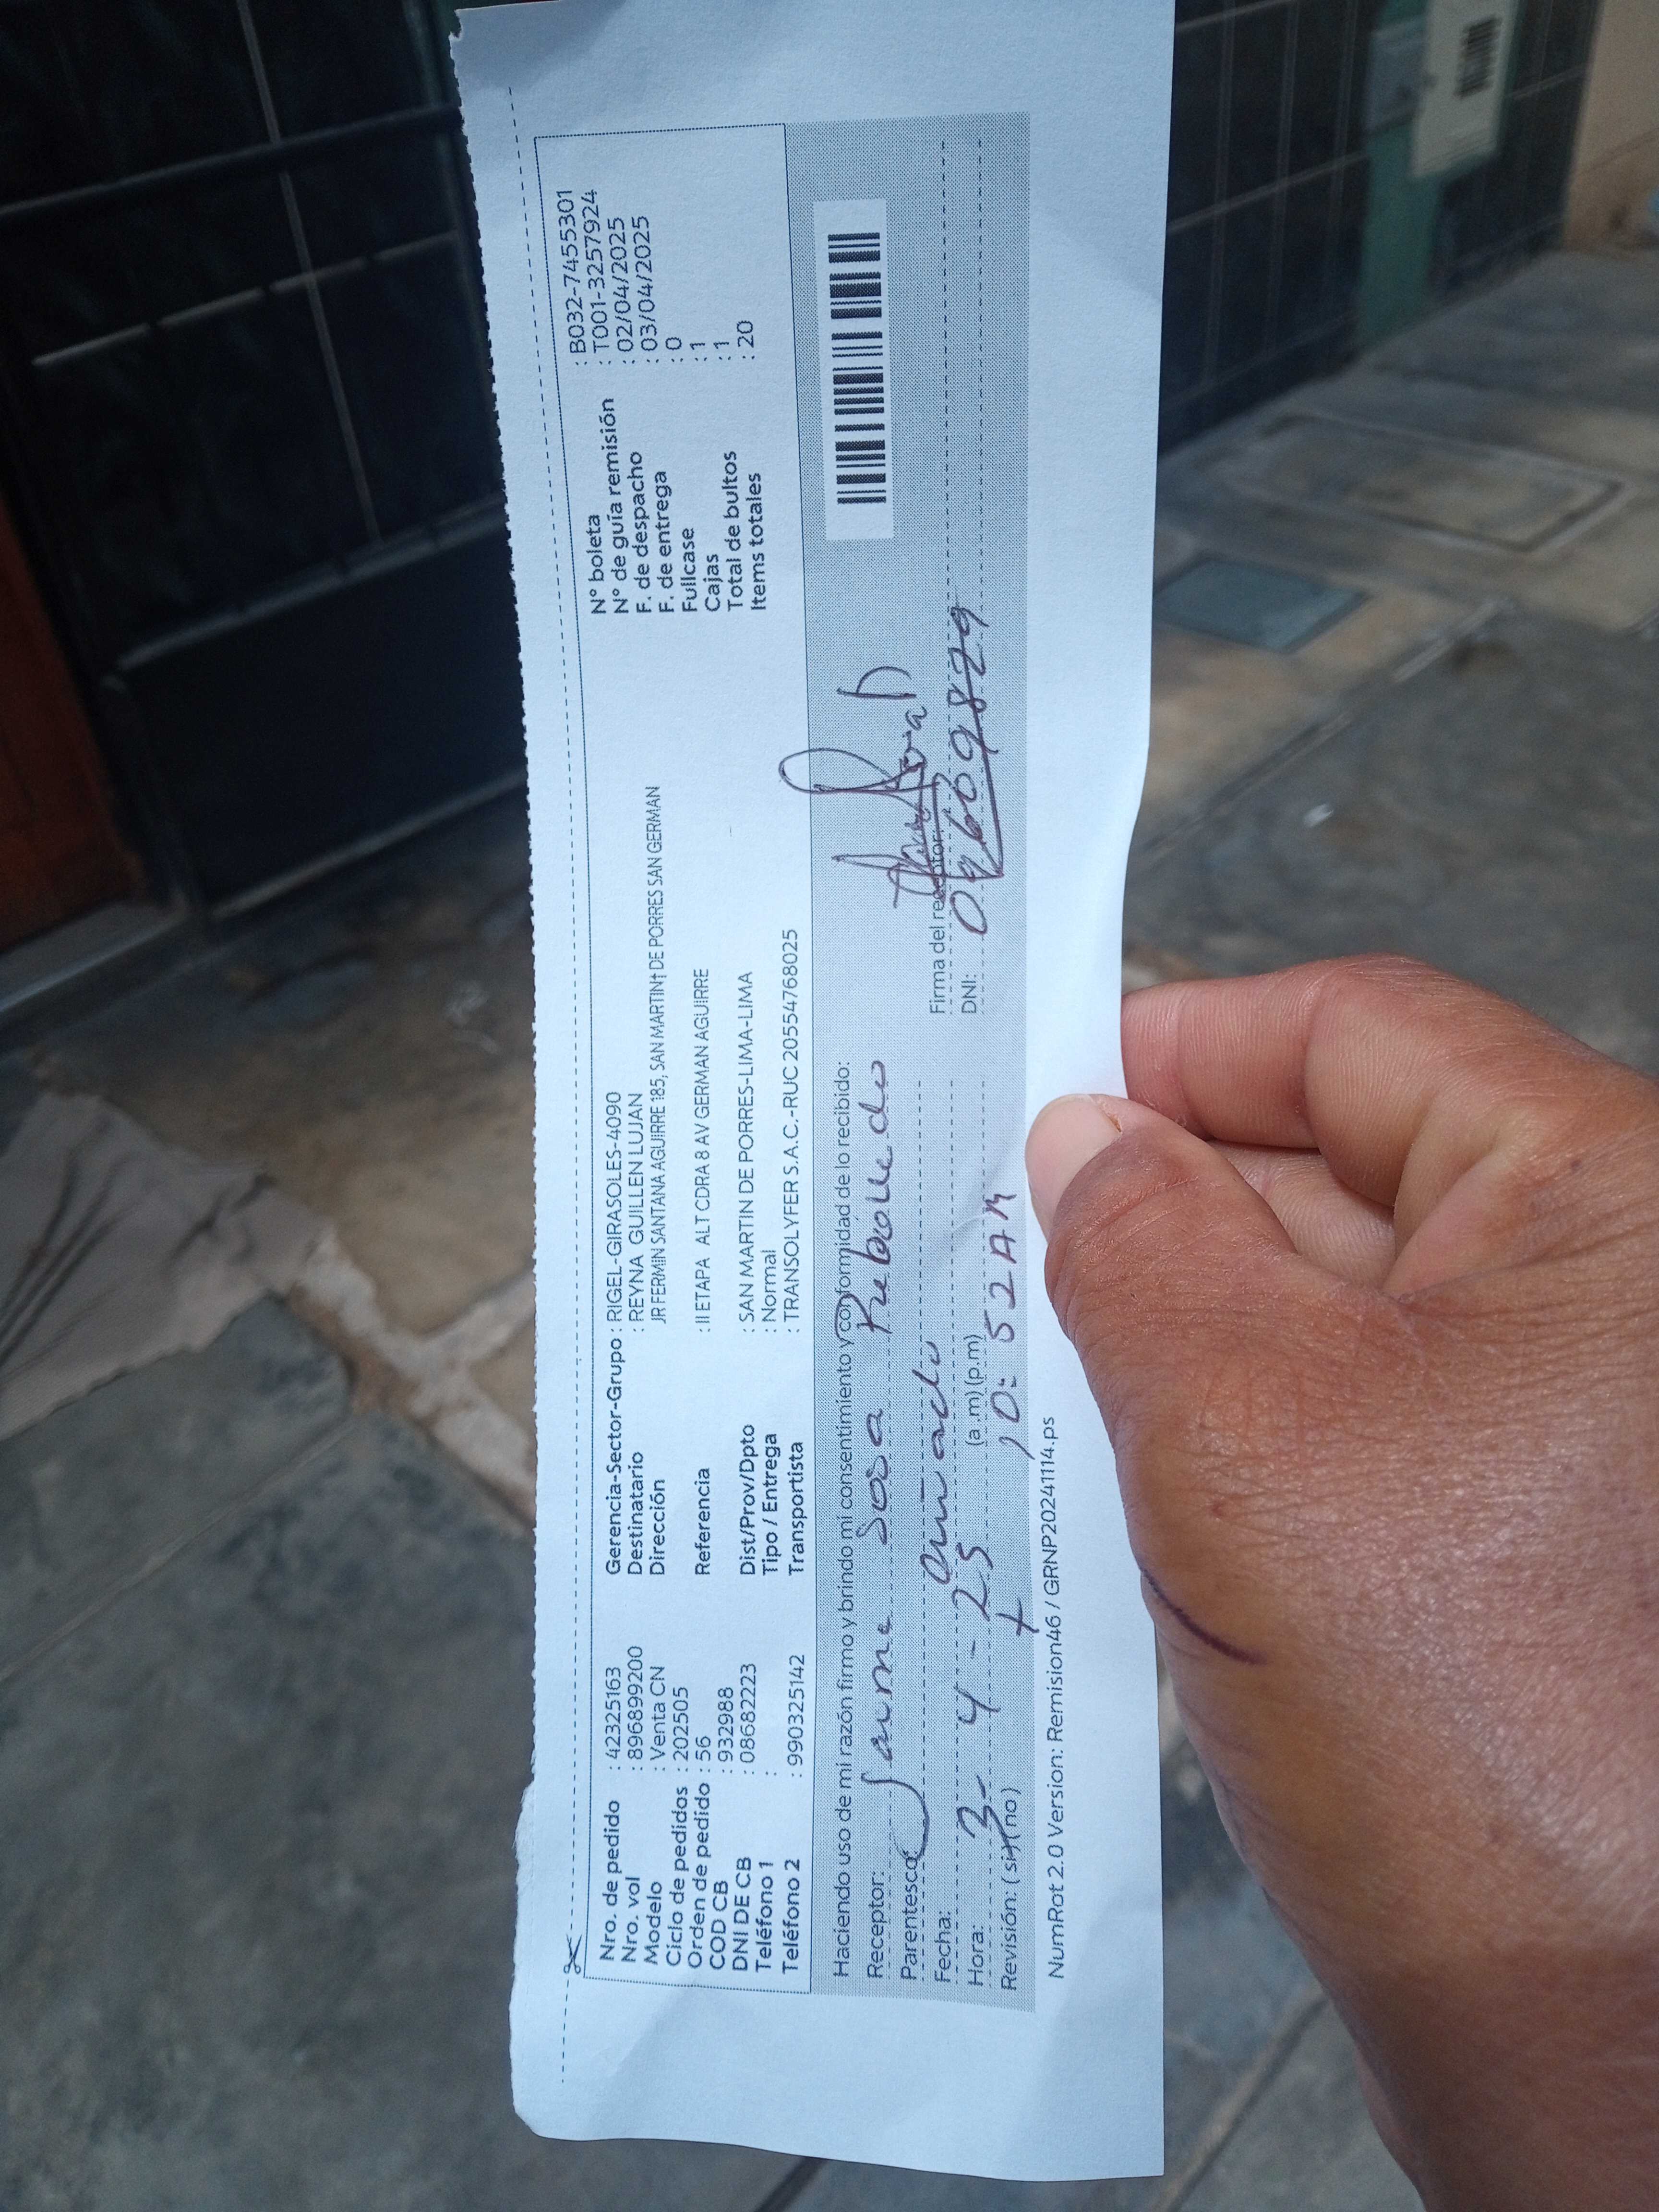 Nro. de pedido : 42325163
Nro. vol : 896899200
Modelo : Venta CN
Ciclo de pedidos : 202505
Orden de pedido : 56
COD CB : 932988
DNI DE CB : 08682223
Teléfono 1 :
Teléfono 2 : 990325142
Gerencia-Sector-Grupo : RIGEL-GIRASOLES-4090
Destinatario : REYNA GUILLEN LUJAN
Dirección JR FERMIN SANTANA AGUIRRE 185, SAN MARTIN† DE PORRES SAN GERMAN
Referencia : II ETAPA ALT CDRA 8 AV GERMAN AGUIRRE
Dist/Prov/Dpto : SAN MARTIN DE PORRES-LIMA-LIMA
Tipo / Entrega : Normal
Transportista : TRANSOLYFER S.A.C.-RUC 20554768025
N° boleta : B032-7455301
N° de guía remisión : T001-3257924
F. de despacho : 02/04/2025
F. de entrega : 03/04/2025
Fullcase : 0
Cajas : 1
Total de bultos : 1
Items totales : 20
Haciendo uso de mi razón firmo y brindo mi consentimiento y conformidad de lo recibido:
Receptor: Jaime Sosa
Parentesco:
Fecha: 3- 4 - 25
Hora: (a.m) (p.m) 10:52 AM
Revisión: ( si ) ( no )
Firma del receptor:
DNI:
NumRot 2.0 Version: Remision46 / GRNP20241114.ps